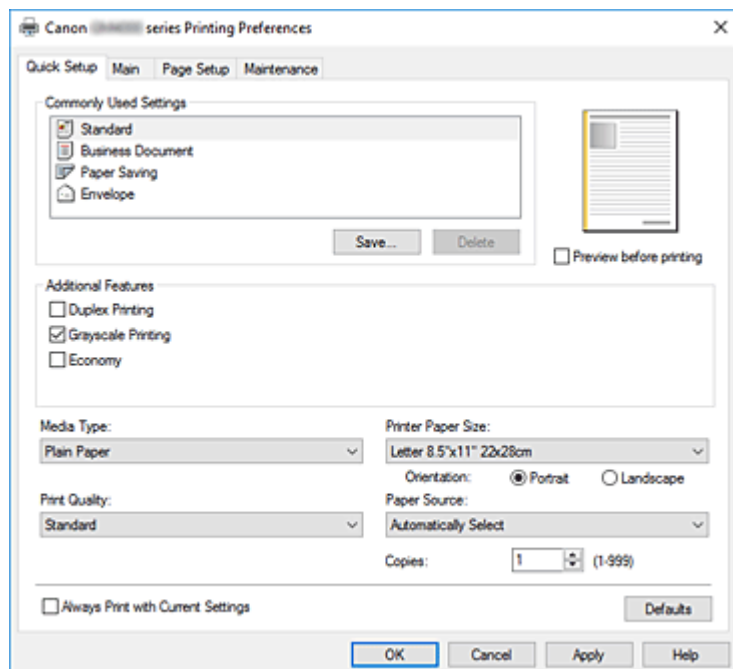 Canon series Printing Preferences
Quick Setup Main Page Setup Maintenance
Commonly Used Settings
Standard
Business Document
Paper Saving
Envelope
Save... Delete
Preview before printing
Additional Features
Duplex Printing
Grayscale Printing
Economy
Media Type: Printer Paper Size:
Plain Paper Letter 8.5"x11" 22x28cm
Orientation: Portrait Landscape
Print Quality: Paper Source:
Standard Automatically Select
Copies: 1 (1-999)
Always Print with Current Settings Defaults
OK Cancel Apply Help